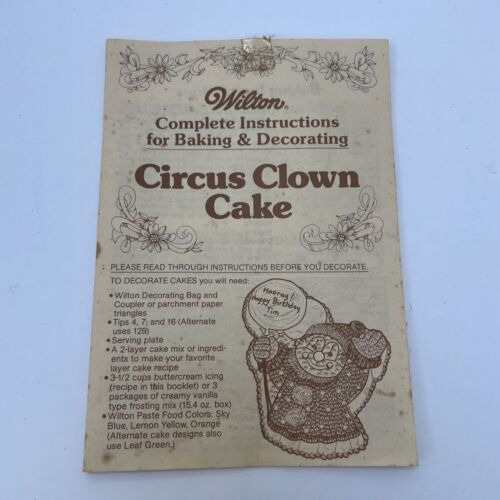 Wilton®
Complete Instructions
for Baking & Decorating
Circus Clown
Cake
PLEASE READ THROUGH INSTRUCTIONS BEFORE YOU DECORATE.
TO DECORATE CAKES you will need:
• Wilton Decorating Bag and
Coupler or parchment paper
triangles
• Tips 4, 7, and 16 (Alternate
uses 129)
• Serving plate
• A 2-layer cake mix or ingredi-
ents to make your favorite
layer cake recipe
• 3-1/2 cups buttercream icing
(recipe in this booklet) or 3
packages of creamy vanilla
type frosting mix (15.4 oz. box)
• Wilton Paste Food Colors: Sky
Blue, Lemon Yellow, Orange
(Alternate cake designs also
use Leaf Green.)
Hooray!
Happy Birthday
Tim